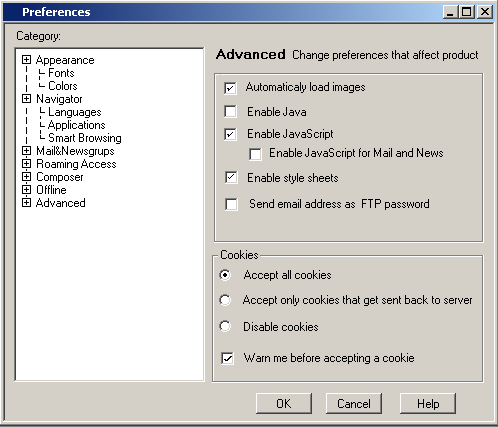 Preferences
Category:
Appearance
Fonts
Colors
Navigator
Languages
Applications
Smart Browsing
Mail&Newsgrups
Roaming Access
Composer
Offline
Advanced
Advanced Change preferences that affect product
Automaticaly load images
Enable Java
Enable JavaScript
Enable JavaScript for Mail and News
Enable style sheets
Send email address as FTP password
Cookies
Accept all cookies
Accept only cookies that get sent back to server
Disable cookies
Warn me before accepting a cookie
OK Cancel Help